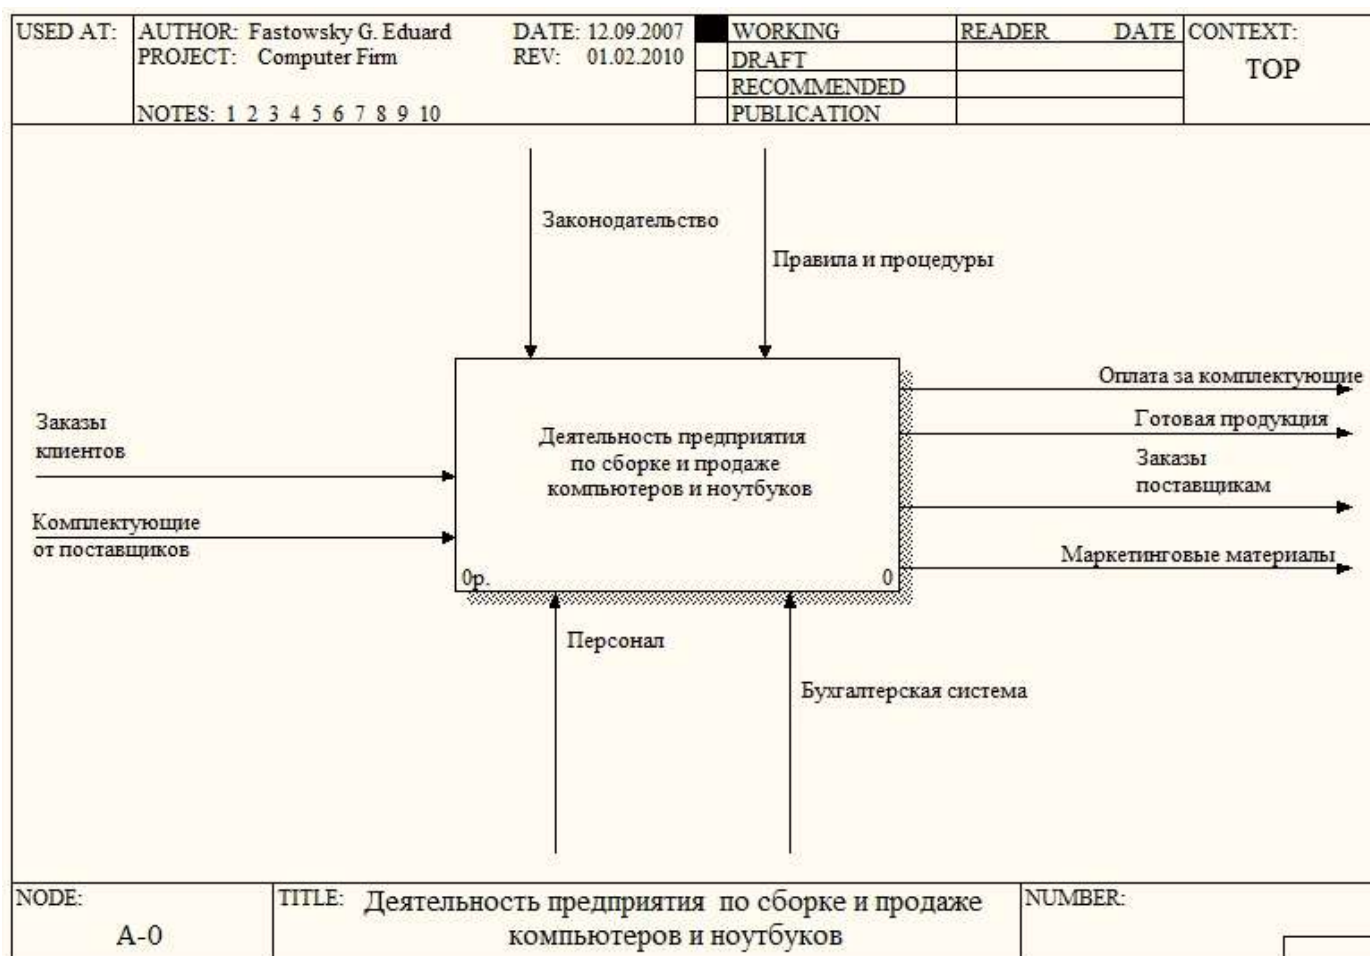 USED AT:
AUTHOR: Fastowsky G. Eduard
DATE: 12.09.2007
PROJECT: Computer Firm
REV: 01.02.2010
NOTES: 1 2 3 4 5 6 7 8 9 10
WORKING
DRAFT
RECOMMENDED
PUBLICATION
READER DATE
CONTEXT:
TOP
Законодательство
Правила и процедуры
Заказы
клиентов
Комплектующие
от поставщиков
Деятельность предприятия
по сборке и продаже
компьютеров и ноутбуков
0р. 0
Оплата за комплектующие
Готовая продукция
Заказы
поставщикам
Маркетинговые материалы
Персонал
Бухгалтерская система
NODE:
A-0
TITLE: Деятельность предприятия по сборке и продаже
компьютеров и ноутбуков
NUMBER: